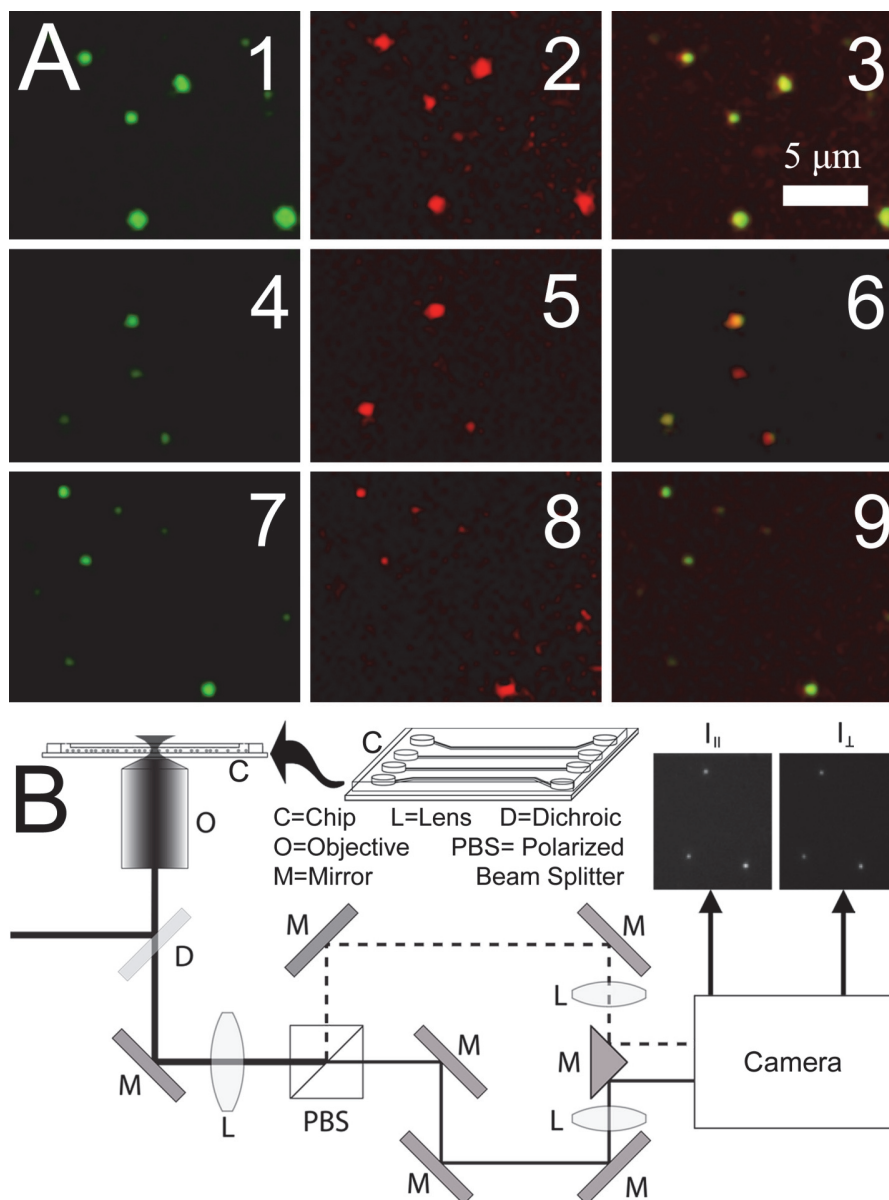 A
1
2
3
5 μm
4
5
6
7
8
9
B
C
C
I∥
I⊥
O
C=Chip L=Lens D=Dichroic
O=Objective PBS= Polarized
M=Mirror Beam Splitter
M
M
D
L
M
M
Camera
M
L
PBS
L
M
M